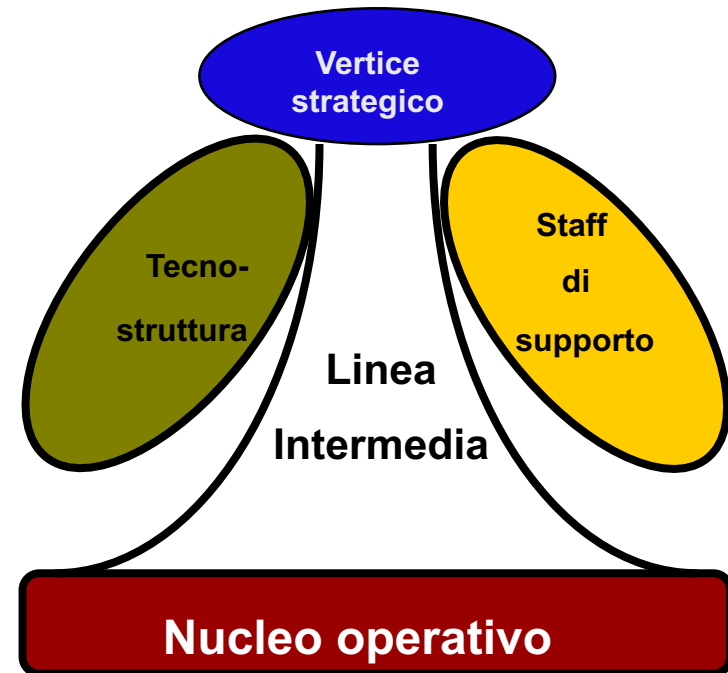 Vertice
strategico
Tecno-
struttura
Staff
di
supporto
Linea
Intermedia
Nucleo operativo